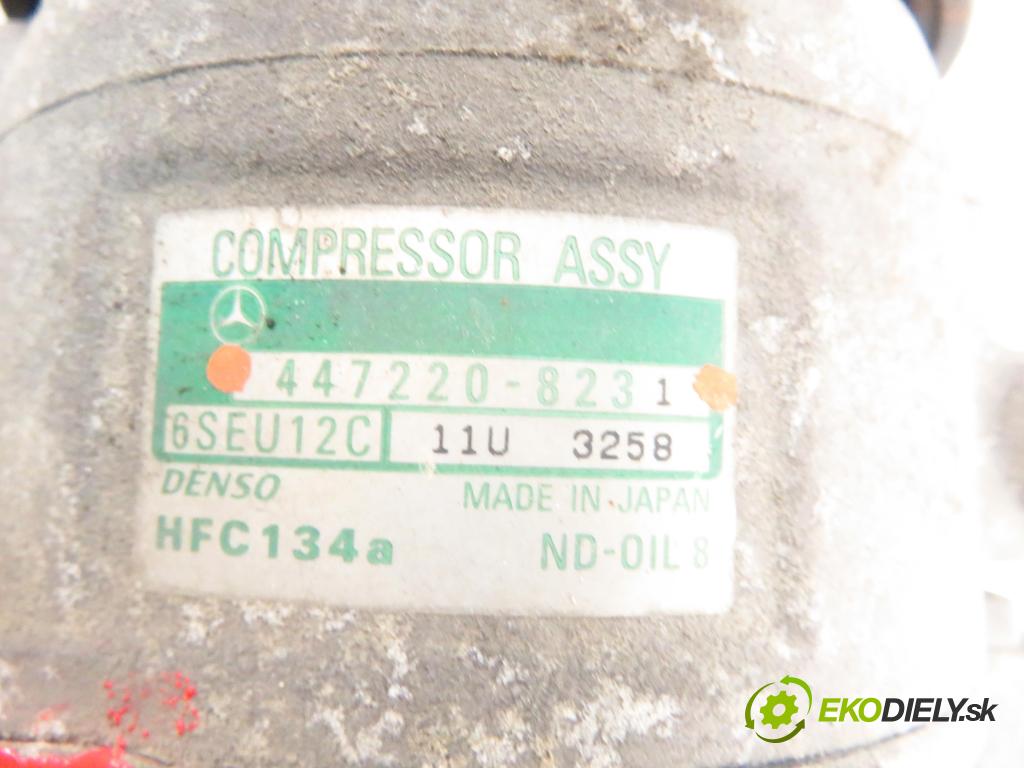 COMPRESSOR ASSY
447220-8231
6SEU12C 11U 3258
DENSO MADE IN JAPAN
HFC134a ND-OIL 8
EKODIELY.sk